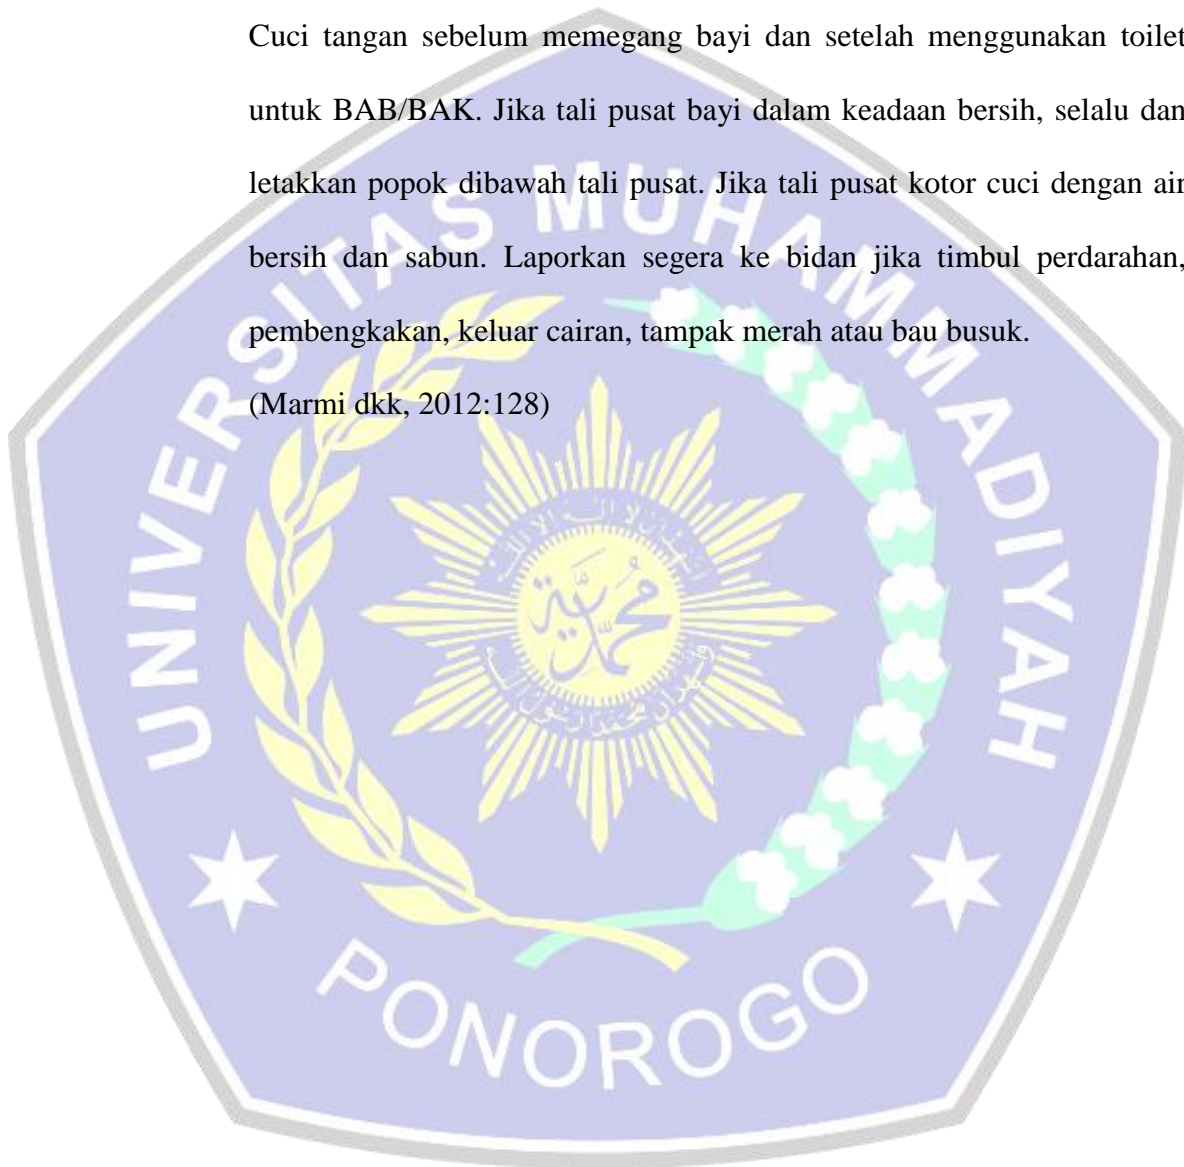 Cuci tangan sebelum memegang bayi dan setelah menggunakan toilet
untuk BAB/BAK. Jika tali pusat bayi dalam keadaan bersih, selalu dan
letakkan popok dibawah tali pusat. Jika tali pusat kotor cuci dengan air
bersih dan sabun. Laporkan segera ke bidan jika timbul perdarahan,
pembengkakan, keluar cairan, tampak merah atau bau busuk.
(Marmi dkk, 2012:128)
UNIVERSITAS MUHAMMADIYAH
محمدية
PONOROGO